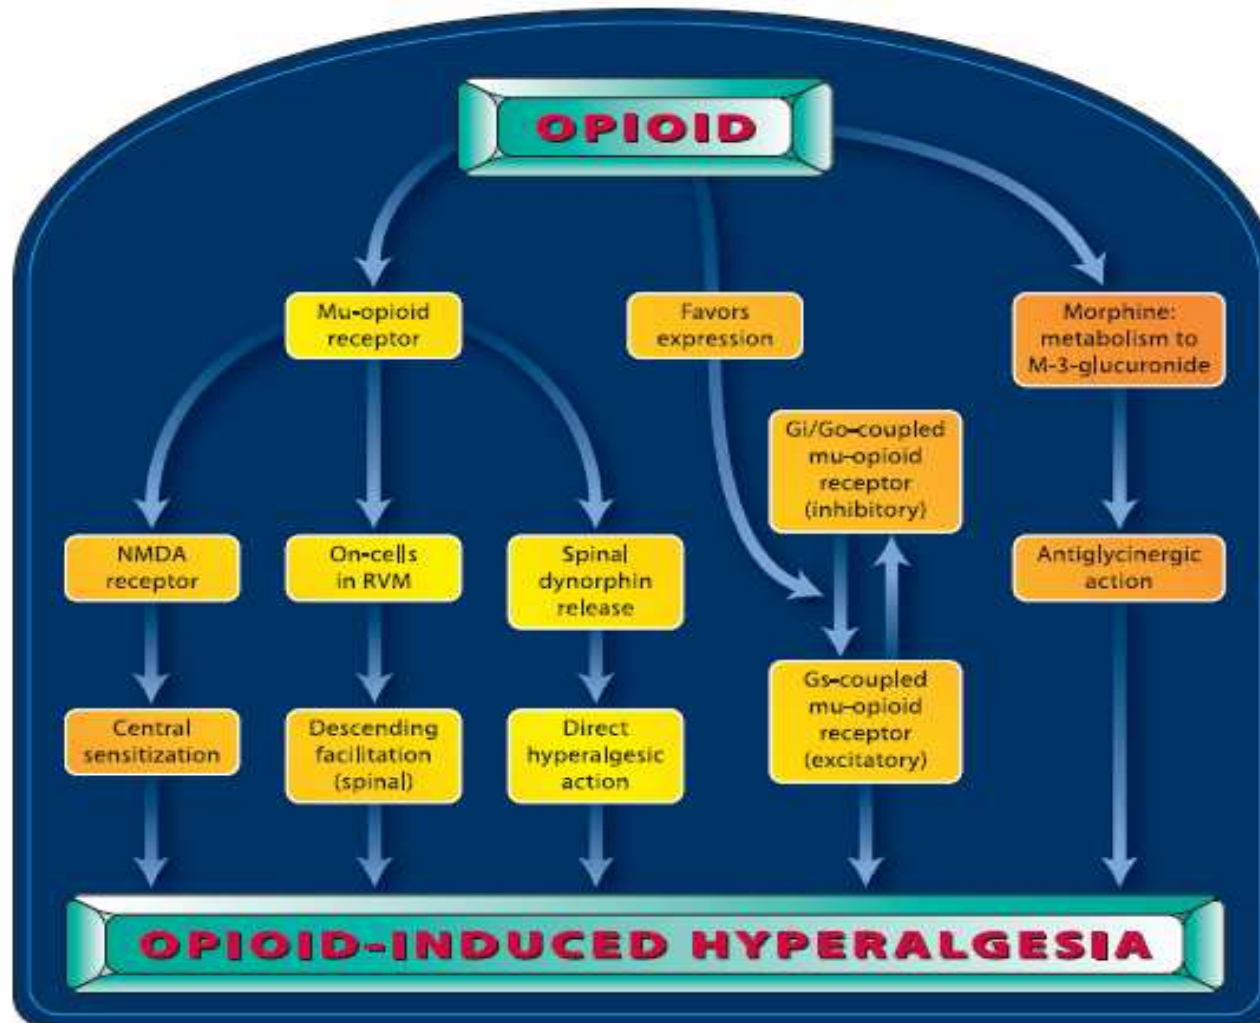 OPIOID
Mu-opioid
receptor
Favors
expression
Morphine:
metabolism to
M-3-glucuronide
Gi/Go-coupled
mu-opioid
receptor
(inhibitory)
NMDA
receptor
On-cells
in RVM
Spinal
dynorphin
release
Antiglycinergic
action
Gs-coupled
mu-opioid
receptor
(excitatory)
Central
sensitization
Descending
facilitation
(spinal)
Direct
hyperalgesic
action
OPIOID-INDUCED HYPERALGESIA